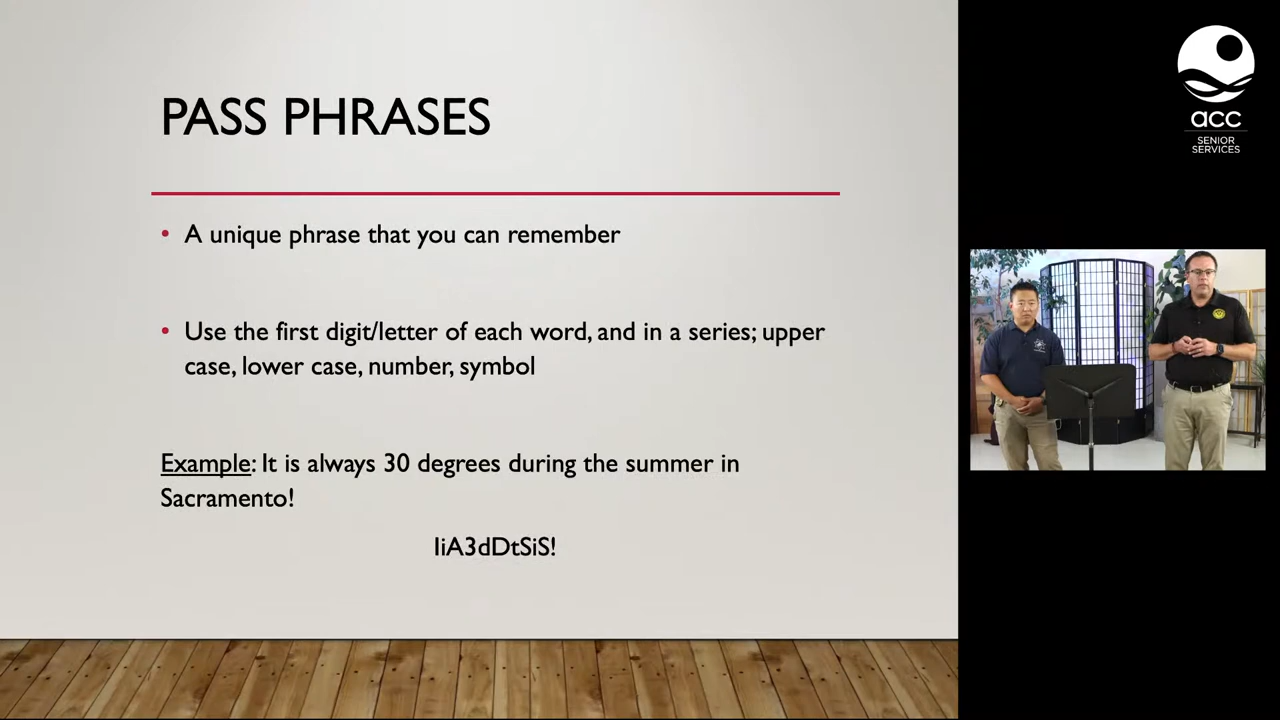 PASS PHRASES
• A unique phrase that you can remember
• Use the first digit/letter of each word, and in a series; upper
case, lower case, number, symbol
Example: It is always 30 degrees during the summer in
Sacramento!
IiA3dDtSiS!
acc
SENIOR
SERVICES